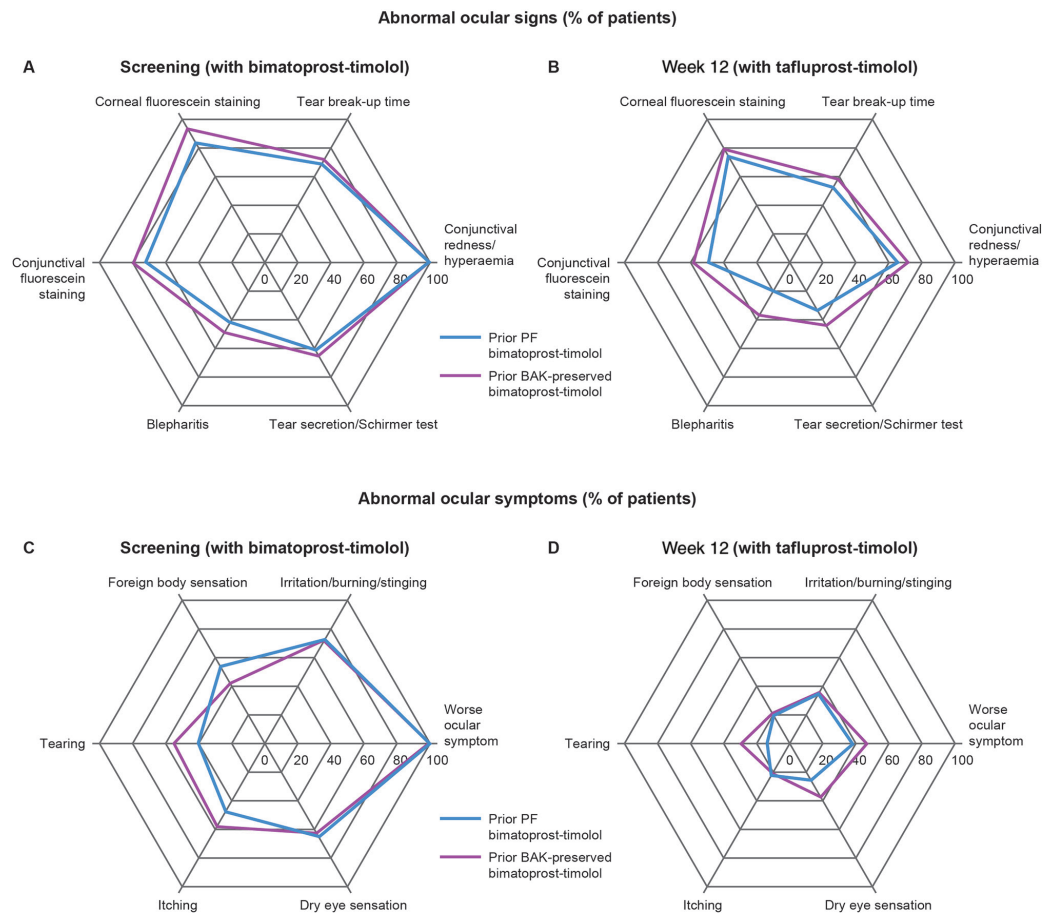 Abnormal ocular signs (% of patients)
A
Screening (with bimatoprost-timolol)
Corneal fluorescein staining
Tear break-up time
Conjunctival
redness/
hyperaemia
Conjunctival
fluorescein
staining
0 20 40 60 80 100
Blepharitis
Tear secretion/Schirmer test
Prior PF
bimatoprost-timolol
Prior BAK-preserved
bimatoprost-timolol
B
Week 12 (with tafluprost-timolol)
Corneal fluorescein staining
Tear break-up time
Conjunctival
redness/
hyperaemia
Conjunctival
fluorescein
staining
0 20 40 60 80 100
Blepharitis
Tear secretion/Schirmer test
Abnormal ocular symptoms (% of patients)
C
Screening (with bimatoprost-timolol)
Foreign body sensation
Irritation/burning/stinging
Worse
ocular
symptom
Tearing
0 20 40 60 80 100
Itching
Dry eye sensation
Prior PF
bimatoprost-timolol
Prior BAK-preserved
bimatoprost-timolol
D
Week 12 (with tafluprost-timolol)
Foreign body sensation
Irritation/burning/stinging
Worse
ocular
symptom
Tearing
0 20 40 60 80 100
Itching
Dry eye sensation